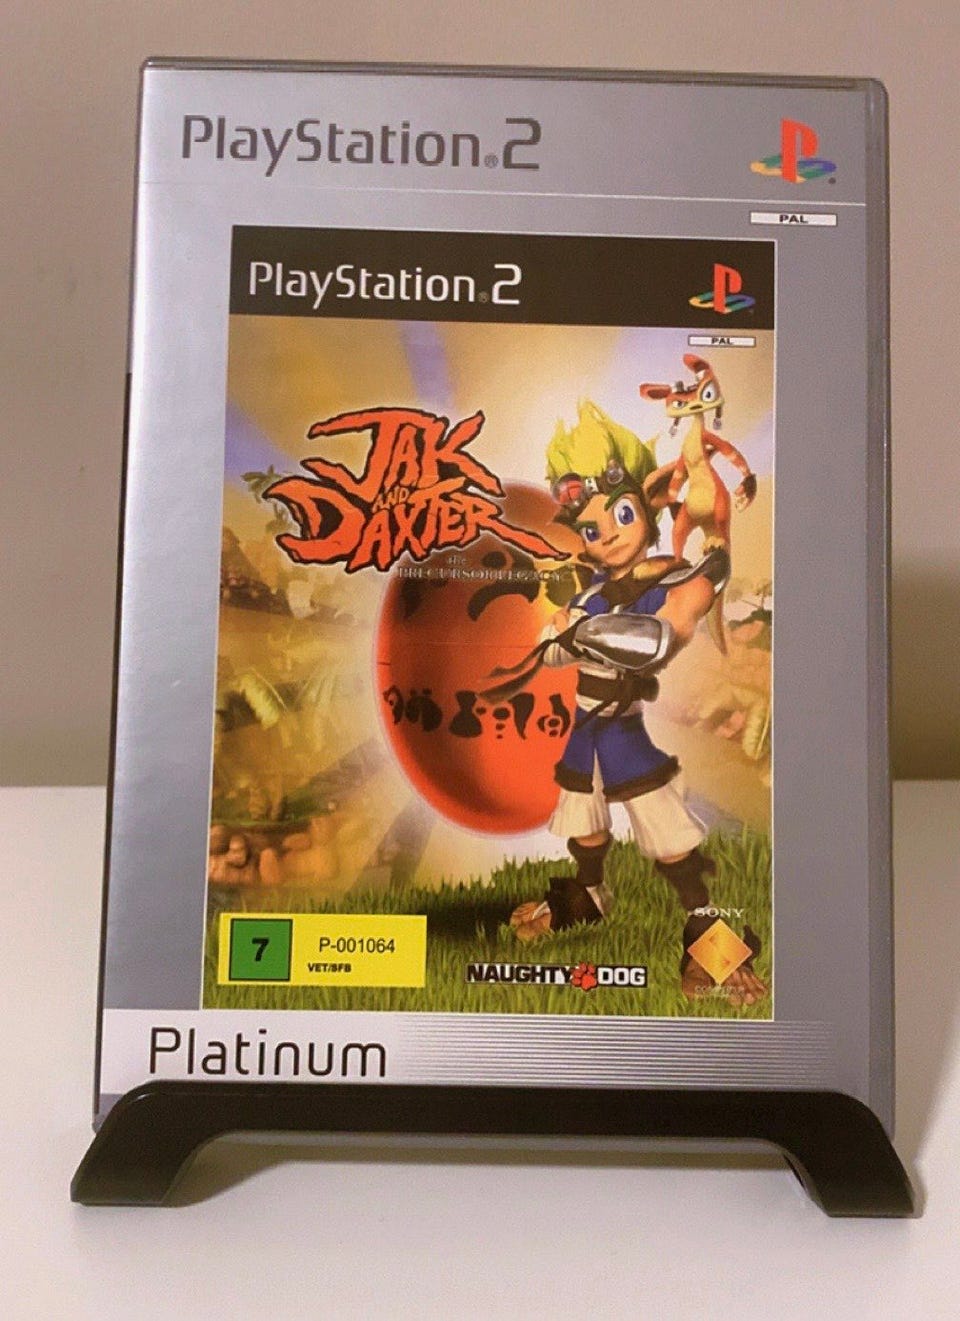 PlayStation®2
PAL
PlayStation®2
PAL
JAK
AND
DAXTER
the
PRECURSOR LEGACY
7
P-001064
VET/SFB
NAUGHTY DOG
SONY
Platinum